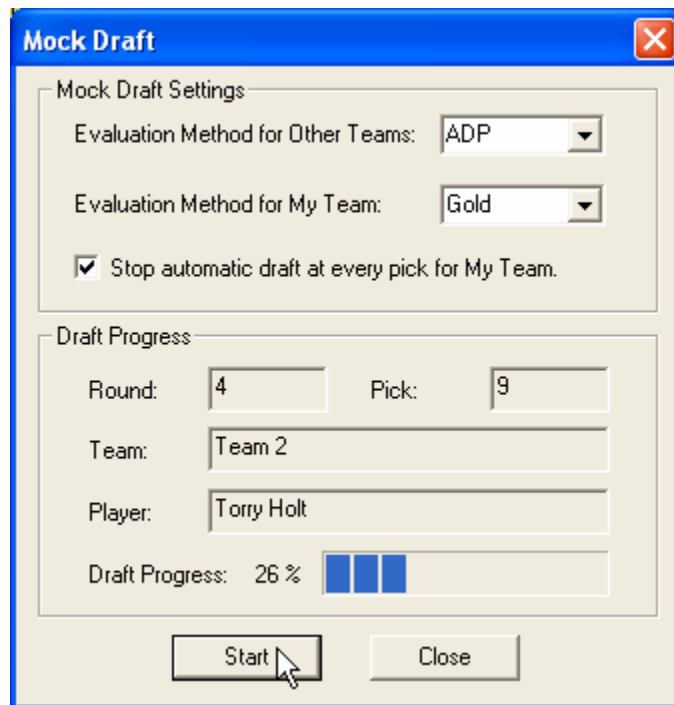 Mock Draft
Mock Draft Settings
Evaluation Method for Other Teams: ADP
Evaluation Method for My Team: Gold
Stop automatic draft at every pick for My Team.
Draft Progress
Round: 4 Pick: 9
Team: Team 2
Player: Torry Holt
Draft Progress: 26 %
Start Close